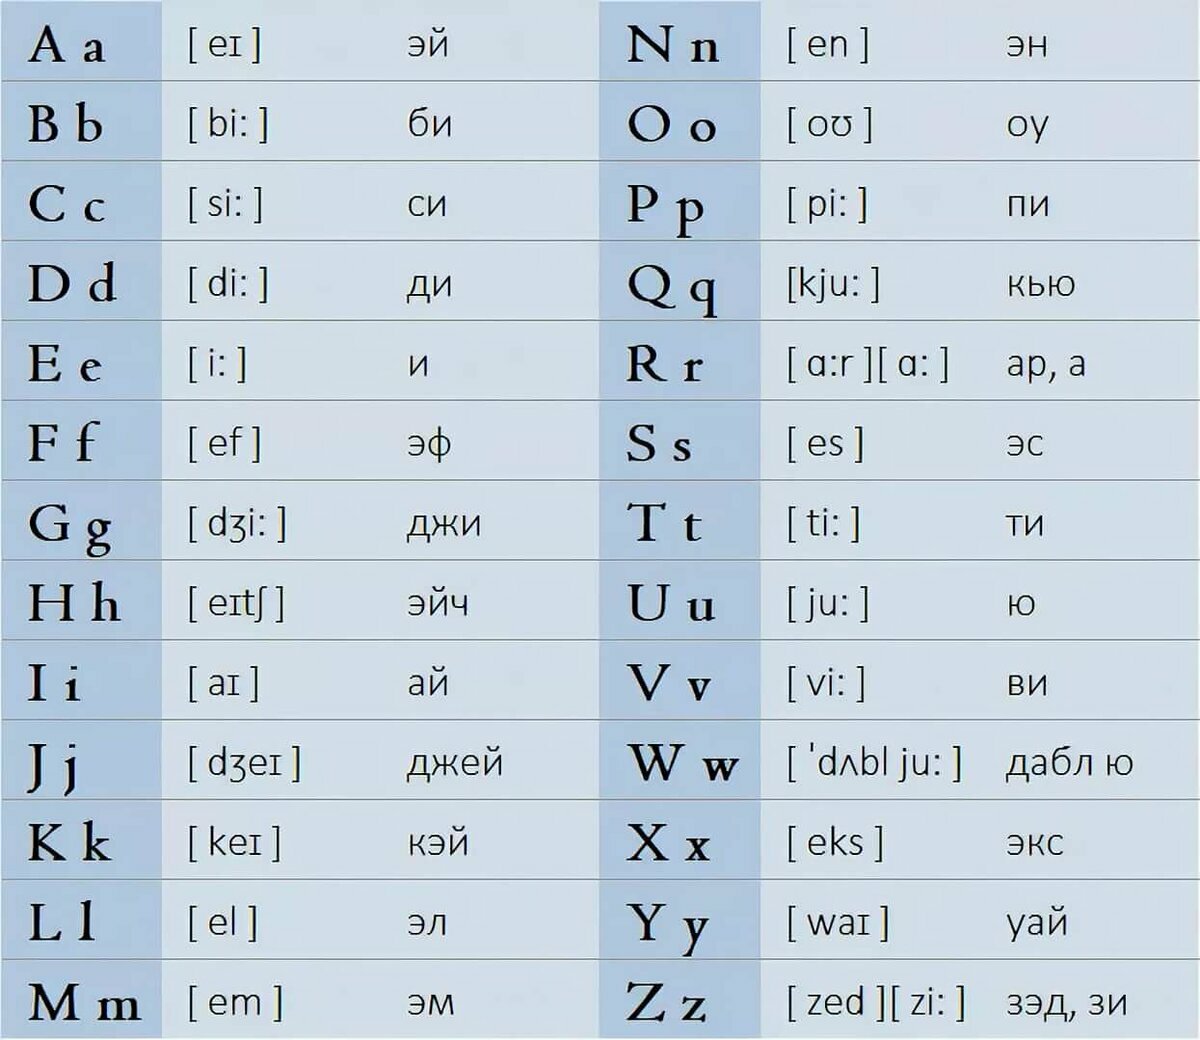 A a [ eɪ ] эй
B b [ bi: ] би
C c [ si: ] си
D d [ di: ] ди
E e [ i: ] и
F f [ ef ] эф
G g [ dʒi: ] джи
H h [ eɪtʃ ] эйч
I i [ aɪ ] ай
J j [ dʒeɪ ] джей
K k [ keɪ ] кэй
L l [ el ] эл
M m [ em ] эм
N n [ en ] эн
O o [ oʊ ] оу
P p [ pi: ] пи
Q q [kju: ] кью
R r [ ɑ:r ][ ɑ: ] ар, а
S s [ es ] эс
T t [ ti: ] ти
U u [ ju: ] ю
V v [ vi: ] ви
W w [ ˈdʌbl ju: ] дабл ю
X x [ eks ] экс
Y y [ waɪ ] уай
Z z [ zed ][ zi: ] зэд, зи